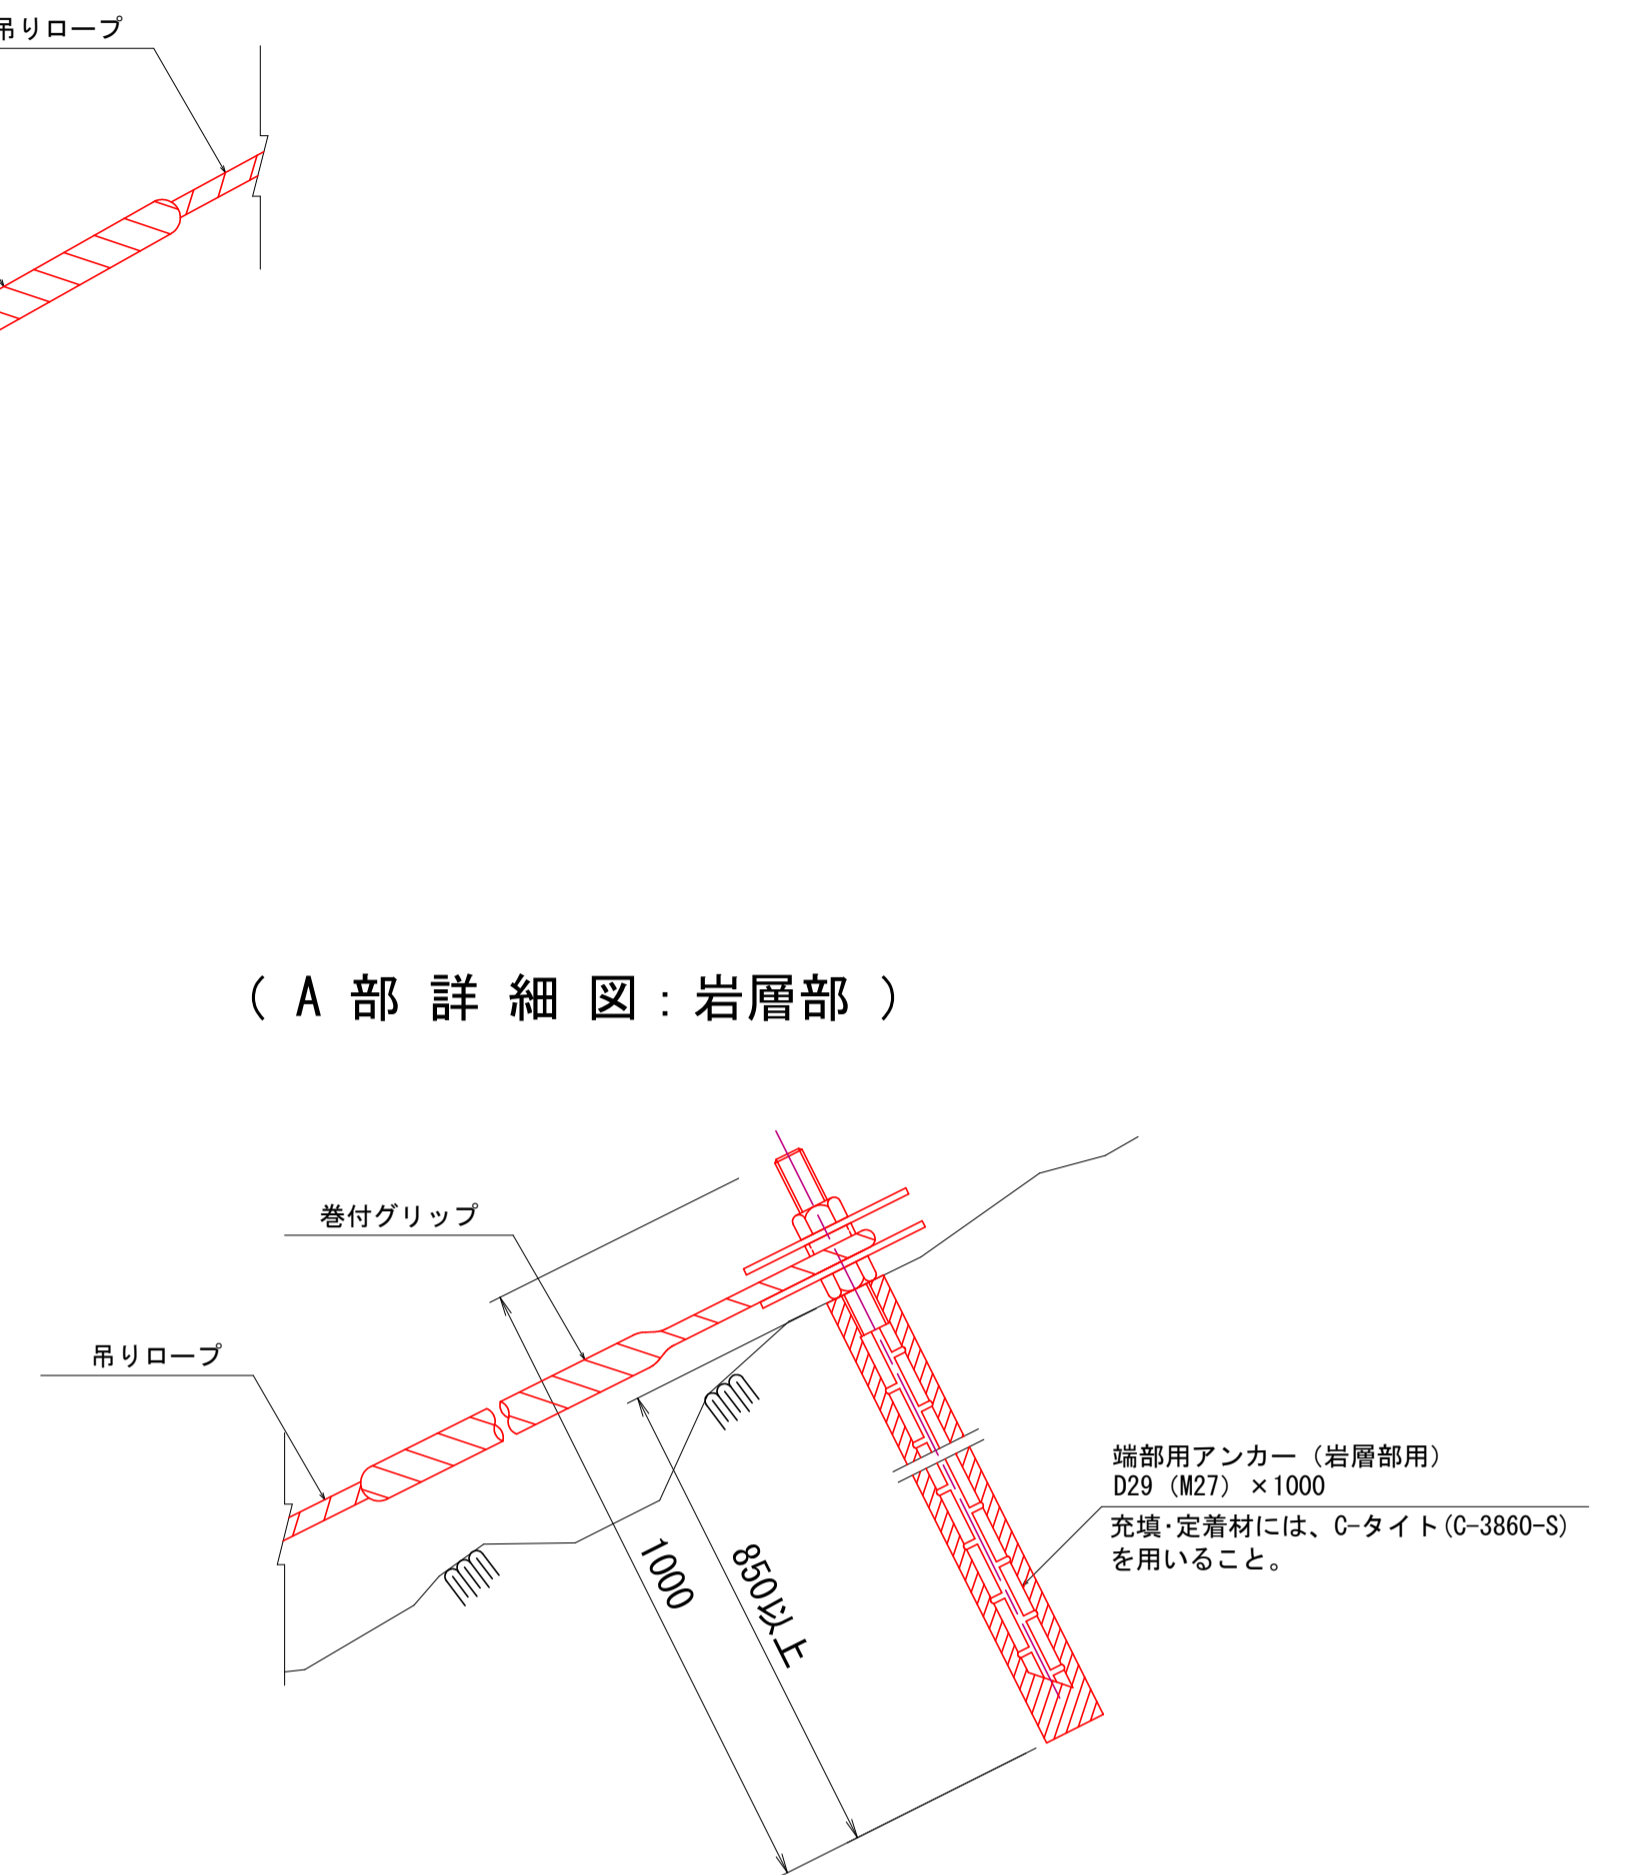 吊りロープ
( A 部 詳 細 図 : 岩層部 )
巻付グリップ
吊りロープ
1000
850以上
端部用アンカー (岩層部用)
D29 (M27) ×1000
充填・定着材には、C-タイト(C-3860-S)
を用いること。